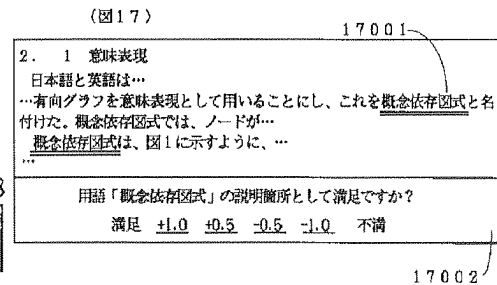 (図17)
17001
2. 1 意味表現
日本語と英語は…
…有向グラフを意味表現として用いることにし、これを概念依存図式と名
付けた。概念依存図式では、ノードが…
概念依存図式は、図1に示すように、…
…
用語「概念依存図式」の説明箇所として満足ですか?
満足 +1.0 +0.5 -0.5 -1.0 不満
17002